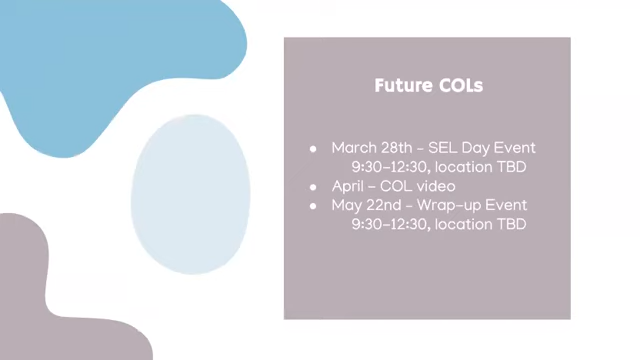 Future COLs
● March 28th - SEL Day Event
9:30-12:30, location TBD
● April - COL video
● May 22nd - Wrap-up Event
9:30-12:30, location TBD